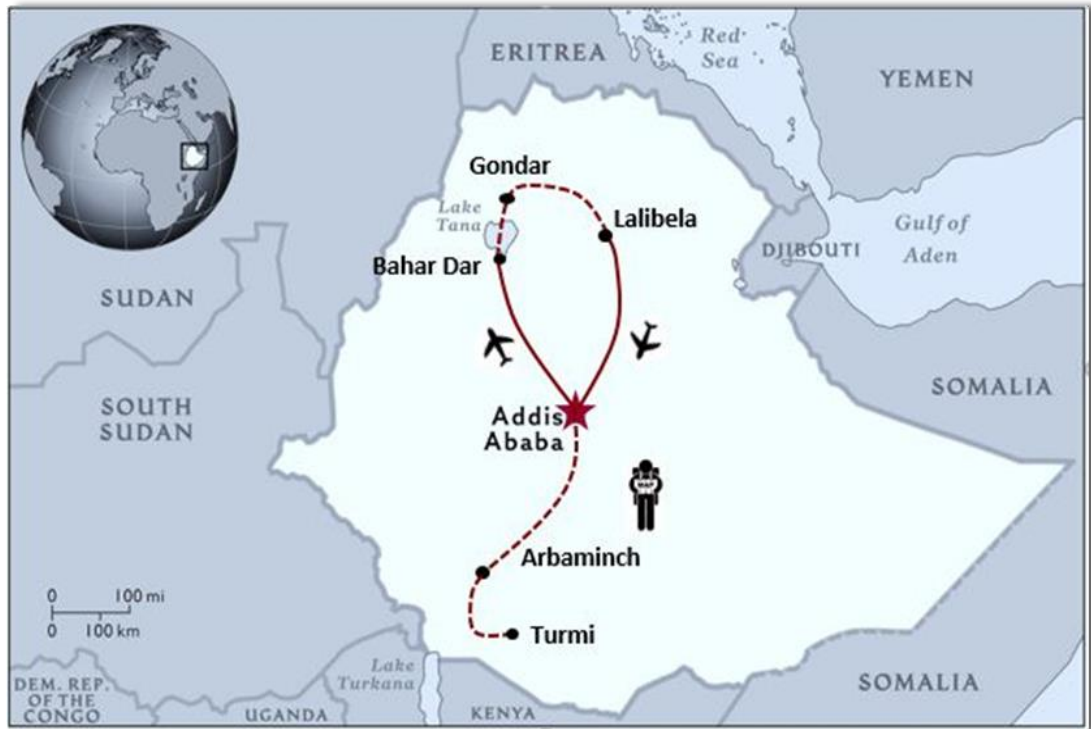 ERITREA
Red
Sea
YEMEN
Gondar
Lake
Tana
Lalibela
Gulf of
Aden
DJIBOUTI
Bahar Dar
SUDAN
SOMALIA
SOUTH
SUDAN
Addis
Ababa
MAP
Arbaminch
0 100 mi
0 100 km
Turmi
Lake
Turkana
SOMALIA
DEM. REP.
OF THE
CONGO
UGANDA
KENYA